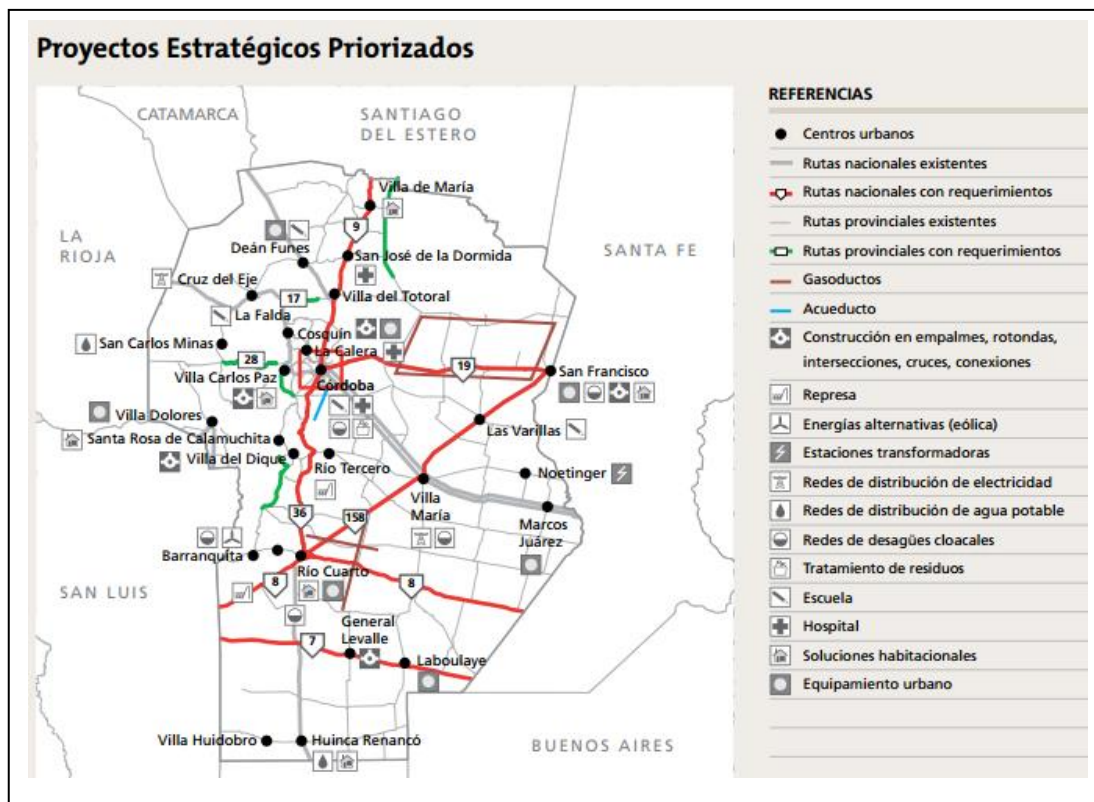 Proyectos Estratégicos Priorizados
CATAMARCA
SANTIAGO
DEL ESTERO
LA
RIOJA
SANTA FE
SAN LUIS
BUENOS AIRES
Villa de María
9
Deán Funes
San José de la Dormida
Cruz del Eje
17
Villa del Totoral
La Falda
Cosquín
San Carlos Minas
La Calera
28
19
Villa Carlos Paz
Córdoba
San Francisco
Villa Dolores
Las Varillas
Santa Rosa de Calamuchita
Villa del Dique
Río Tercero
Noetinger
Villa
María
36
158
Marcos
Juárez
Barranquita
Río Cuarto
8
8
General
Levalle
7
Laboulaye
Villa Huidobro
Huinca Renancó
REFERENCIAS
Centros urbanos
Rutas nacionales existentes
Rutas nacionales con requerimientos
Rutas provinciales existentes
Rutas provinciales con requerimientos
Gasoductos
Acueducto
Construcción en empalmes, rotondas,
intersecciones, cruces, conexiones
Represa
Energías alternativas (eólica)
Estaciones transformadoras
Redes de distribución de electricidad
Redes de distribución de agua potable
Redes de desagües cloacales
Tratamiento de residuos
Escuela
Hospital
Soluciones habitacionales
Equipamiento urbano